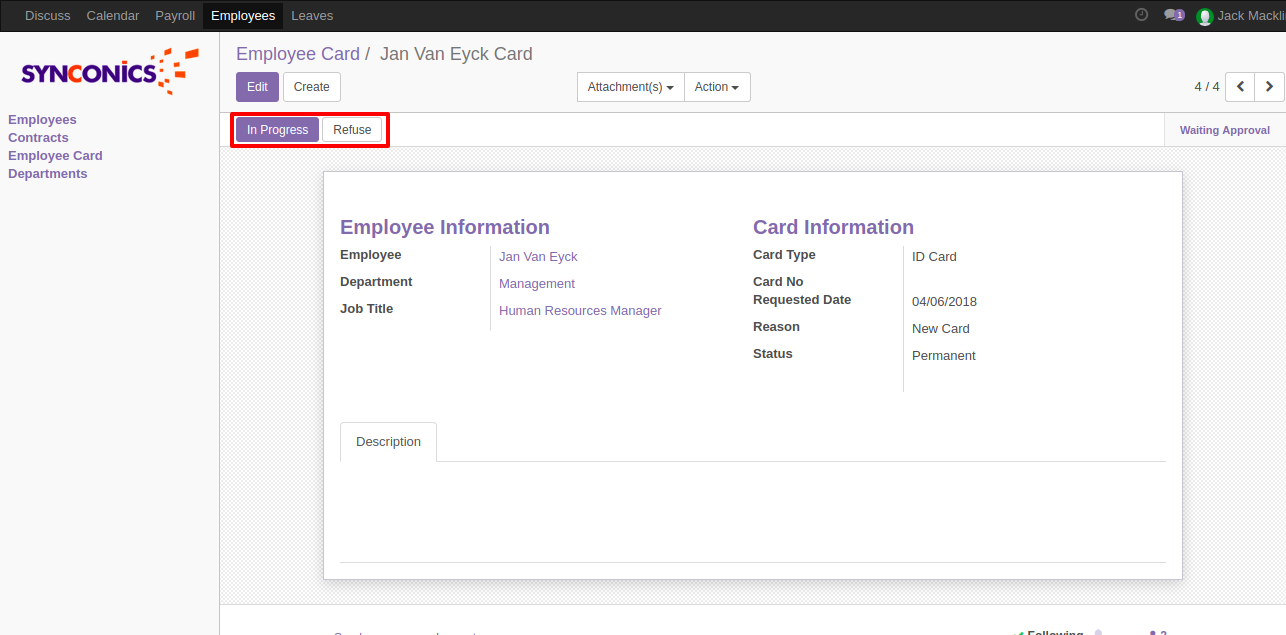 Discuss Calendar Payroll Employees Leaves 1 Jack Mackli
SYNCONICS
Employees
Contracts
Employee Card
Departments
Employee Card / Jan Van Eyck Card
Edit Create Attachment(s) Action 4 / 4
In Progress Refuse Waiting Approval
Employee Information
Employee Jan Van Eyck
Department Management
Job Title Human Resources Manager
Card Information
Card Type ID Card
Card No
Requested Date 04/06/2018
Reason New Card
Status Permanent
Description
Following 2